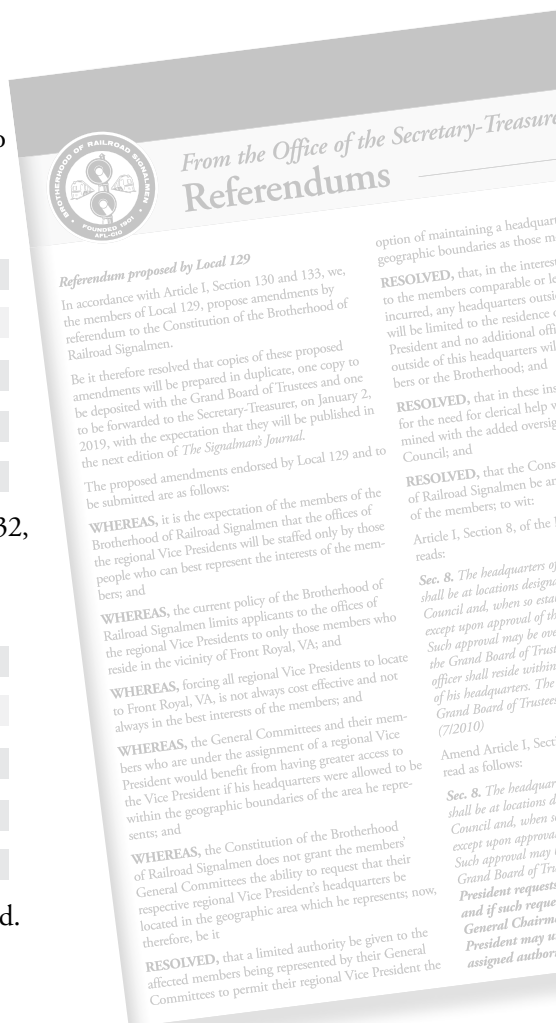 32,
d.
BROTHERHOOD OF RAILROAD SIGNALMEN
FOUNDED 1901
AFL-CIO
From the Office of the Secretary-Treasure
Referendums
Referendum proposed by Local 129
In accordance with Article I, Section 130 and 133, we,
the members of Local 129, propose amendments by
referendum to the Constitution of the Brotherhood of
Railroad Signalmen.
Be it therefore resolved that copies of these proposed
amendments will be prepared in duplicate, one copy to
be deposited with the Grand Board of Trustees and one
to be forwarded to the Secretary-Treasurer, on January 2,
2019, with the expectation that they will be published in
the next edition of The Signalman's Journal.
The proposed amendments endorsed by Local 129 and to
be submitted are as follows:
WHEREAS, it is the expectation of the members of the
Brotherhood of Railroad Signalmen that the offices of
the regional Vice Presidents will be staffed only by those
people who can best represent the interests of the mem-
bers; and
WHEREAS, the current policy of the Brotherhood of
Railroad Signalmen limits applicants to the offices of
the regional Vice Presidents to only those members who
reside in the vicinity of Front Royal, VA; and
WHEREAS, forcing all regional Vice Presidents to locate
to Front Royal, VA, is not always cost effective and not
always in the best interests of the members; and
WHEREAS, the General Committees and their mem-
bers who are under the assignment of a regional Vice
President would benefit from having greater access to
the Vice President if his headquarters were allowed to be
within the geographic boundaries of the area he repre-
sents; and
WHEREAS, the Constitution of the Brotherhood
of Railroad Signalmen does not grant the members'
General Committees the ability to request that their
respective regional Vice President's headquarters be
located in the geographic area which he represents; now,
therefore, be it
RESOLVED, that a limited authority be given to the
affected members being represented by their General
Committees to permit their regional Vice President the
option of maintaining a headquart
geographic boundaries as those m
RESOLVED, that, in the interest
to the members comparable or le
incurred, any headquarters outsi
will be limited to the residence o
President and no additional offi
outside of this headquarters wil
bers or the Brotherhood; and
RESOLVED, that in these ins
for the need for clerical help w
mined with the added oversig
Council; and
RESOLVED, that the Cons
of Railroad Signalmen be am
of the members; to wit:
Article I, Section 8, of the
reads:
Sec. 8. The headquarters of
shall be at locations designa
Council and, when so esta
except upon approval of th
Such approval may be ove
the Grand Board of Trust
officer shall reside within
of his headquarters. The
Grand Board of Trustees
(7/2010)
Amend Article I, Secti
read as follows:
Sec. 8. The headquar
shall be at locations d
Council and, when so
except upon approva
Such approval may
Grand Board of Tru
President requests
and if such reque
General Chairm
President may u
assigned authori